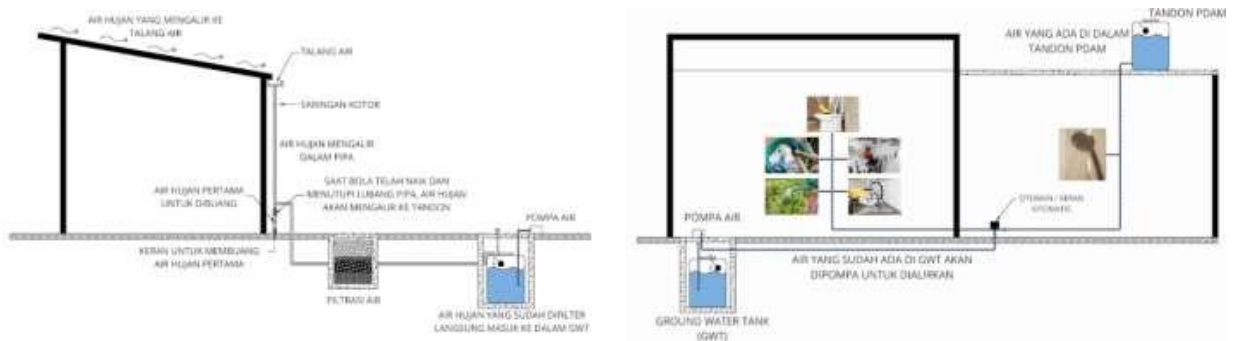 AIR HUJAN YANG MENGALIR KE
TALANG AIR
TALANG AIR
SARINGAN KOTOR
AIR HUJAN MENGALIR
DALAM PIPA
AIR HUJAN PERTAMA
UNTUK DIBUANG
SAAT BOLA TELAH NAIK DAN
MENUTUPI LUBANG PIPA, AIR HUJAN
AKAN MENGALIR KE TANDON
POMPA AIR
KERAN UNTUK MEMBUANG
AIR HUJAN PERTAMA
FILTRASI AIR
AIR HUJAN YANG SUDAH DIFILTER
LANGSUNG MASUK KE DALAM GWT
TANDON PDAM
AIR YANG ADA DI DALAM
TANDON PDAM
POMPA AIR
OTOMATIS
AIR YANG SUDAH ADA DI GWT AKAN
DIPOMPA UNTUK DIALIRKAN
GROUND WATER TANK
(GWT)